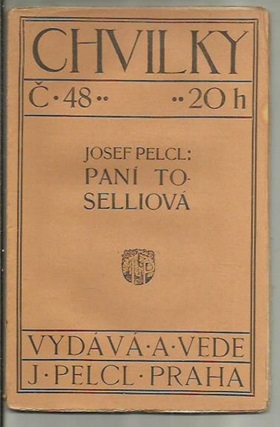 CHVILKY
Č·48·· ··20 h
JOSEF PELCL:
PANÍ TO-
SELLIOVÁ
VYDÁVÁ·A·VEDE
J·PELCL·PRAHA